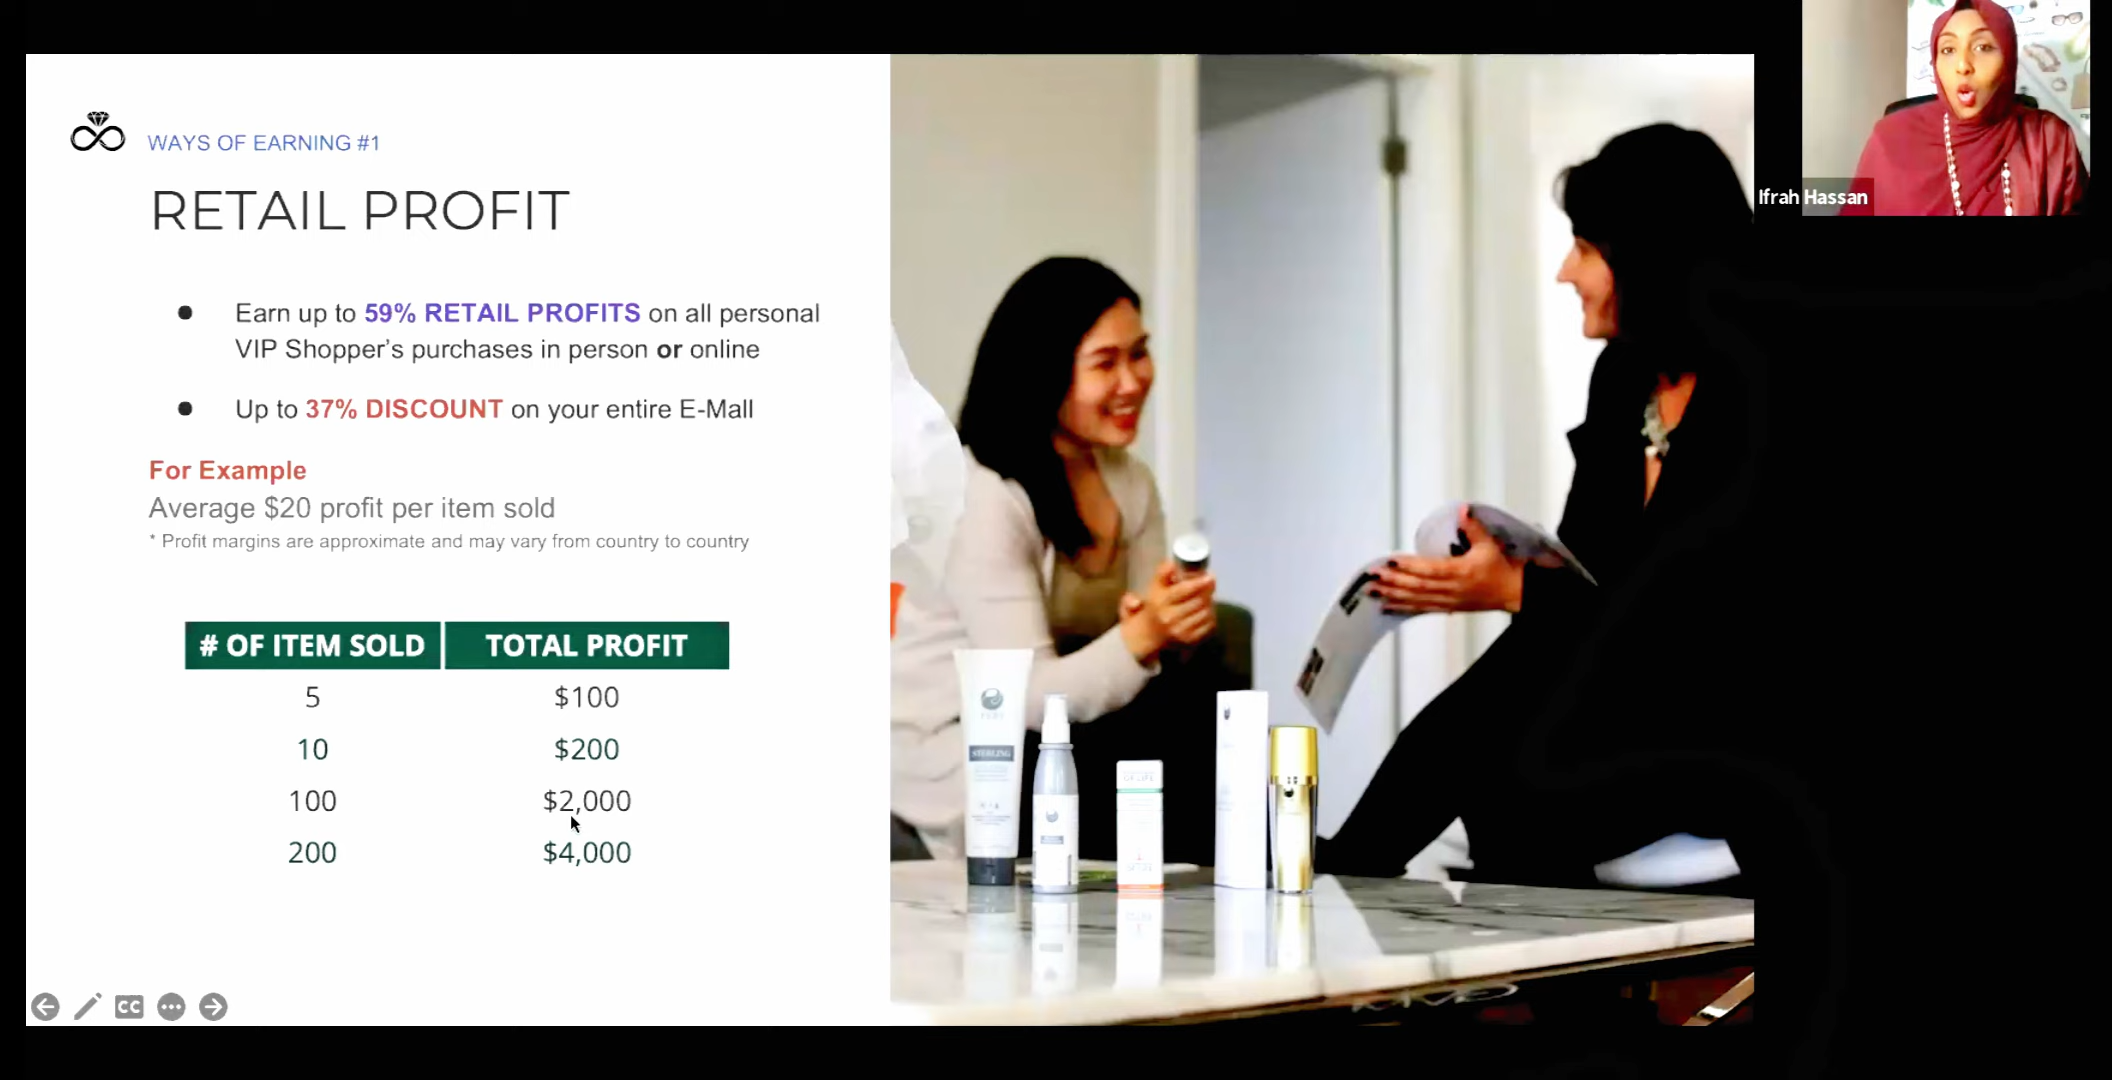 WAYS OF EARNING #1
RETAIL PROFIT
● Earn up to 59% RETAIL PROFITS on all personal
VIP Shopper's purchases in person or online
● Up to 37% DISCOUNT on your entire E-Mall
For Example
Average $20 profit per item sold
* Profit margins are approximate and may vary from country to country
# OF ITEM SOLD TOTAL PROFIT
5 $100
10 $200
100 $2,000
200 $4,000
CC
STERLING
OF LIFE
Ifrah Hassan